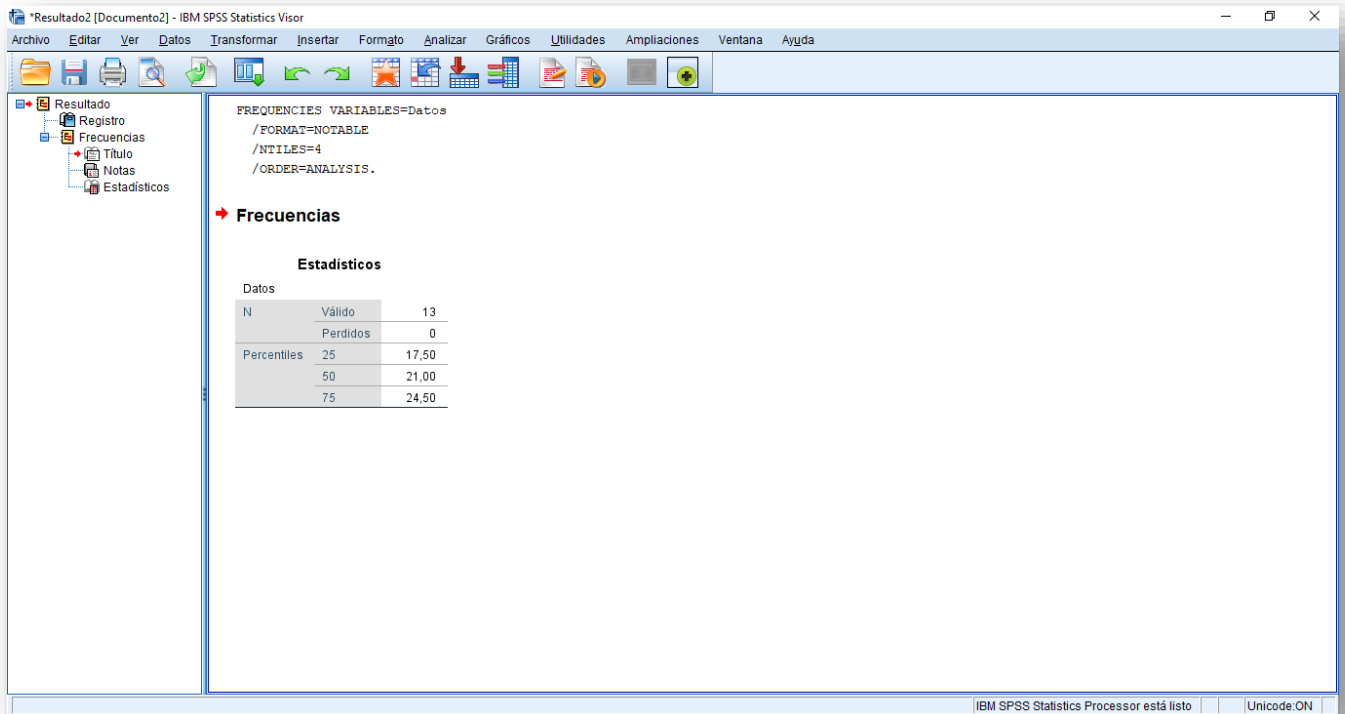 *Resultado2 [Documento2] - IBM SPSS Statistics Visor
Archivo Editar Ver Datos Transformar Insertar Formato Analizar Gráficos Utilidades Ampliaciones Ventana Ayuda
Resultado
Registro
Frecuencias
Título
Notas
Estadísticos
FREQUENCIES VARIABLES=Datos
/FORMAT=NOTABLE
/NTILES=4
/ORDER=ANALYSIS.
Frecuencias
Estadísticos
Datos
N Válido 13
Perdidos 0
Percentiles 25 17,50
50 21,00
75 24,50
IBM SPSS Statistics Processor está listo Unicode:ON